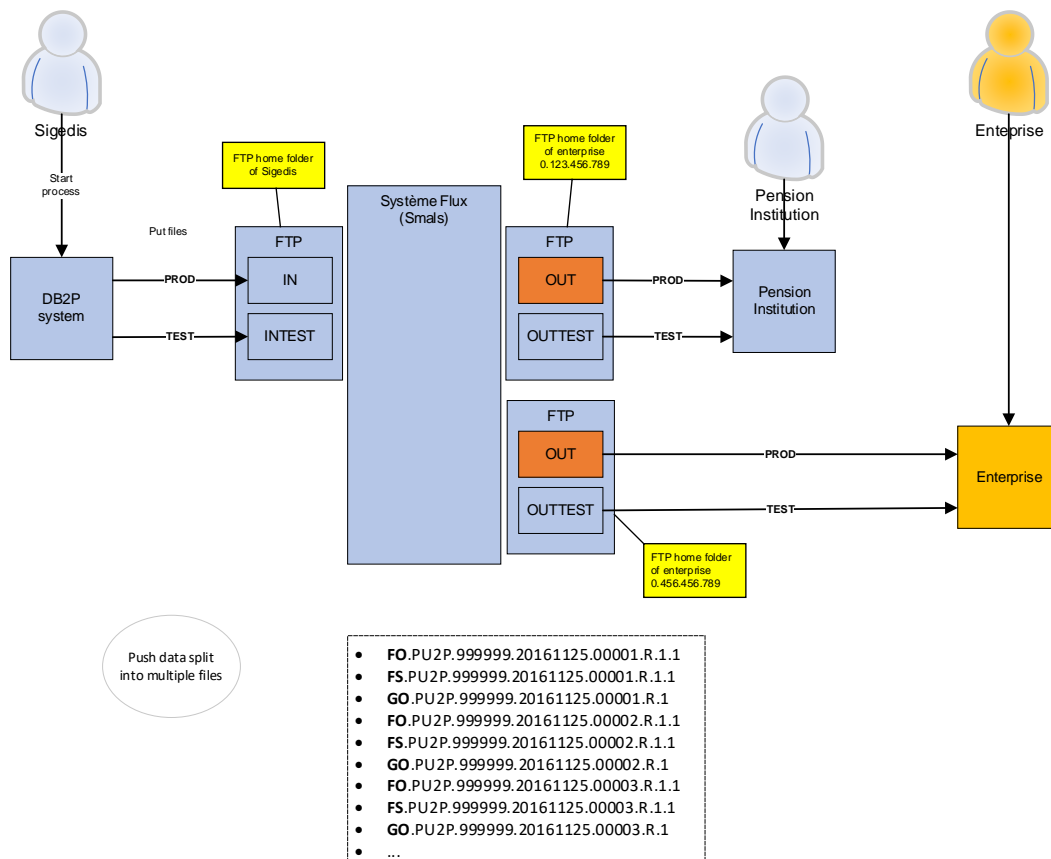 Sigedis
Enteprise
Pension
Institution
Start
process
FTP home folder
of Sigedis
FTP home folder
of enterprise
0.123.456.789
Système Flux
(Smals)
Put files
FTP
IN
INTEST
FTP
OUT
OUTTEST
DB2P
system
PROD
TEST
PROD
TEST
Pension
Institution
FTP
OUT
OUTTEST
PROD
TEST
Enterprise
FTP home folder
of enterprise
0.456.456.789
Push data split
into multiple files
• FO.PU2P.999999.20161125.00001.R.1.1
• FS.PU2P.999999.20161125.00001.R.1.1
• GO.PU2P.999999.20161125.00001.R.1
• FO.PU2P.999999.20161125.00002.R.1.1
• FS.PU2P.999999.20161125.00002.R.1.1
• GO.PU2P.999999.20161125.00002.R.1
• FO.PU2P.999999.20161125.00003.R.1.1
• FS.PU2P.999999.20161125.00003.R.1.1
• GO.PU2P.999999.20161125.00003.R.1
• ...